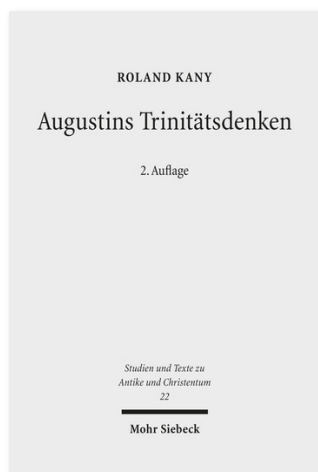 ROLAND KANY
Augustins Trinitätsdenken
2. Auflage
Studien und Texte zu
Antike und Christentum
22
Mohr Siebeck